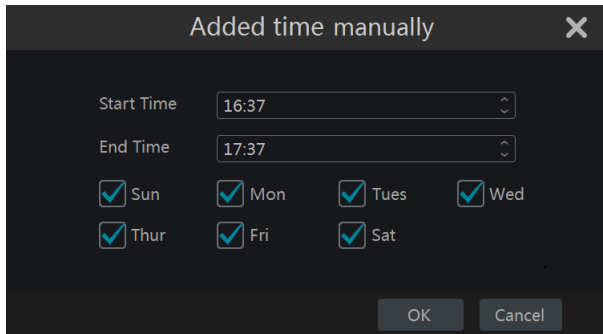 Added time manually
Start Time 16:37
End Time 17:37
Sun Mon Tues Wed
Thur Fri Sat
OK Cancel